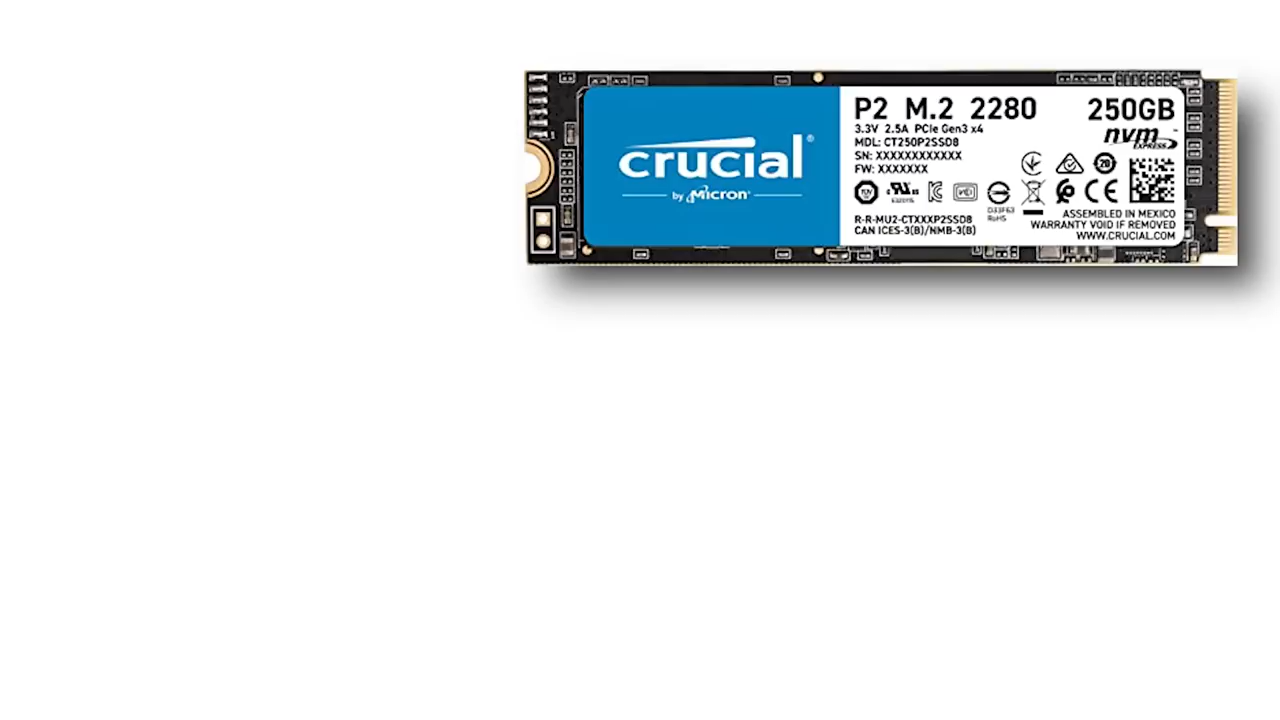 crucial®
by Micron®
P2 M.2 2280
250GB
3.3V 2.5A PCIe Gen3 x4
nvm
EXPRESS
MDL: CT250P2SSD8
SN: XXXXXXXXXXXX
FW: XXXXXXX
R-R-MU2-CTXXXP2SSD8
CAN ICES-3(B)/NMB-3(B)
D33F63
RoHS
ASSEMBLED IN MEXICO
WARRANTY VOID IF REMOVED
WWW.CRUCIAL.COM